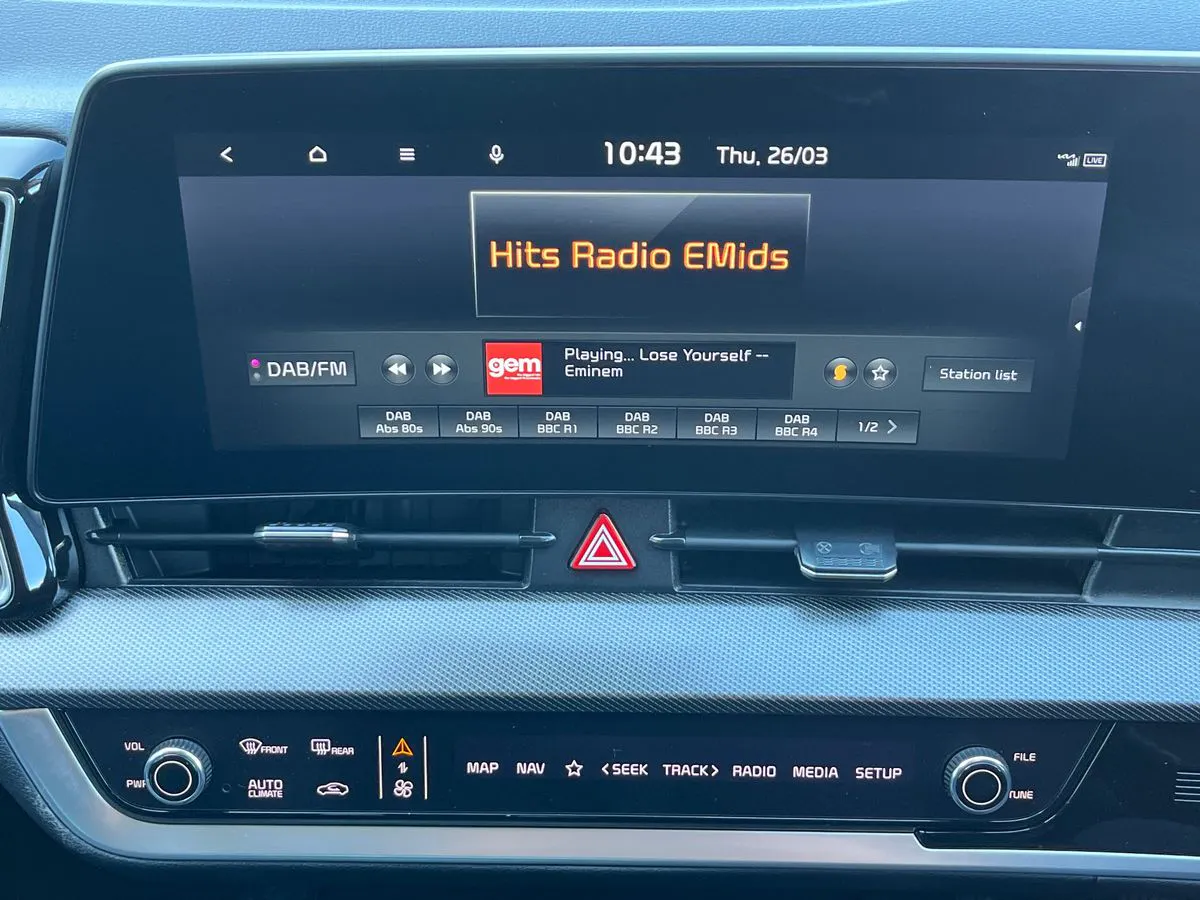 10:43 Thu, 26/03
LIVE
Hits Radio EMids
DAB/FM
gem
Playing... Lose Yourself --
Eminem
Station list
DAB
Abs 80s
DAB
Abs 90s
DAB
BBC R1
DAB
BBC R2
DAB
BBC R3
DAB
BBC R4
1/2 >
VOL
PWR
FRONT
REAR
AUTO
CLIMATE
MAP NAV ☆ <SEEK TRACK> RADIO MEDIA SETUP
FILE
TUNE